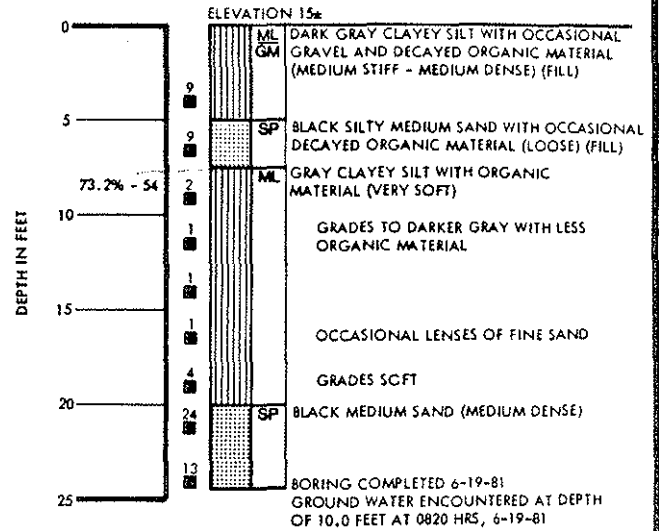 ELEVATION 15±
0
ML DARK GRAY CLAYEY SILT WITH OCCASIONAL
GM GRAVEL AND DECAYED ORGANIC MATERIAL
(MEDIUM STIFF - MEDIUM DENSE) (FILL)
9
5
9 SP BLACK SILTY MEDIUM SAND WITH OCCASIONAL
DECAYED ORGANIC MATERIAL (LOOSE) (FILL)
73.2% - 54 2 ML GRAY CLAYEY SILT WITH ORGANIC
MATERIAL (VERY SOFT)
10
1 GRADES TO DARKER GRAY WITH LESS
ORGANIC MATERIAL
DEPTH IN FEET
1
15
1 OCCASIONAL LENSES OF FINE SAND
4 GRADES SOFT
20
24 SP BLACK MEDIUM SAND (MEDIUM DENSE)
13
BORING COMPLETED 6-19-81
25 GROUND WATER ENCOUNTERED AT DEPTH
OF 10.0 FEET AT 0820 HRS, 6-19-81